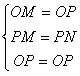 OM = OP
PM = PN
OP = OP